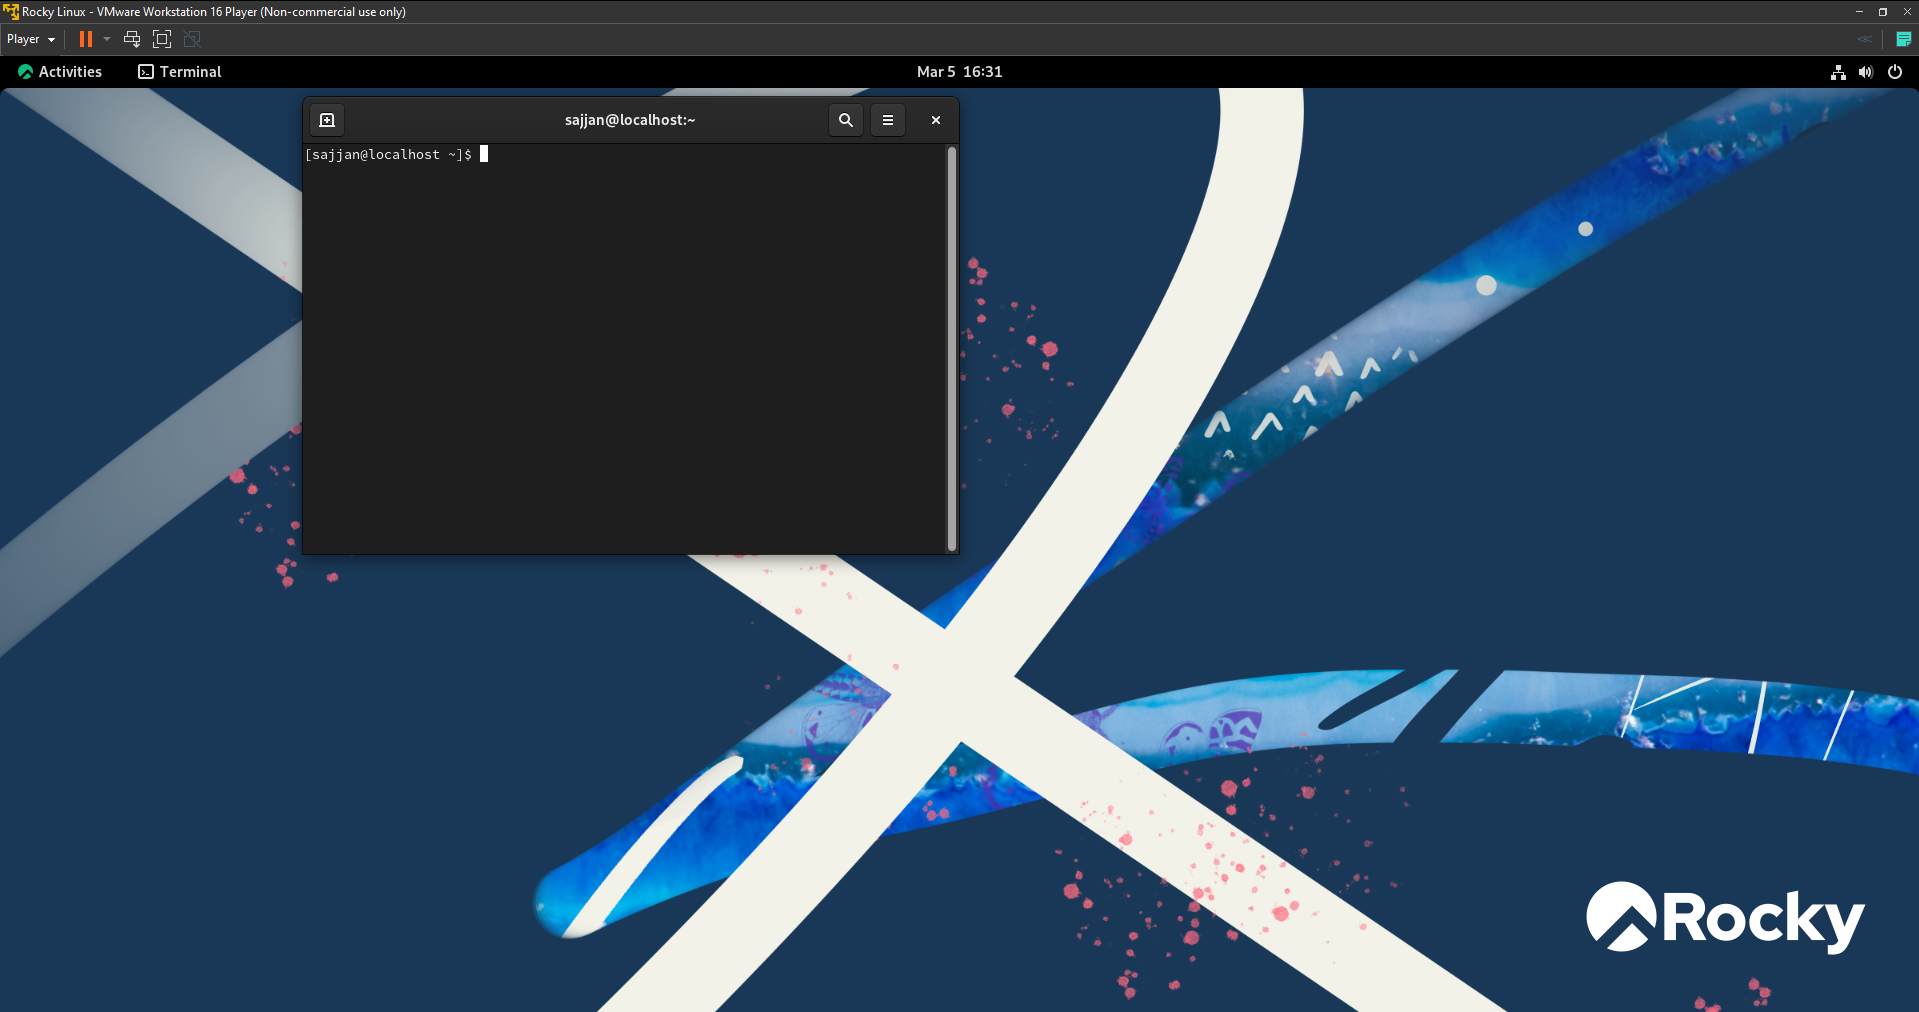 Rocky Linux - VMware Workstation 16 Player (Non-commercial use only)
Player
Activities
Terminal
Mar 5 16:31
sajjan@localhost:~
[sajjan@localhost ~]$
Rocky